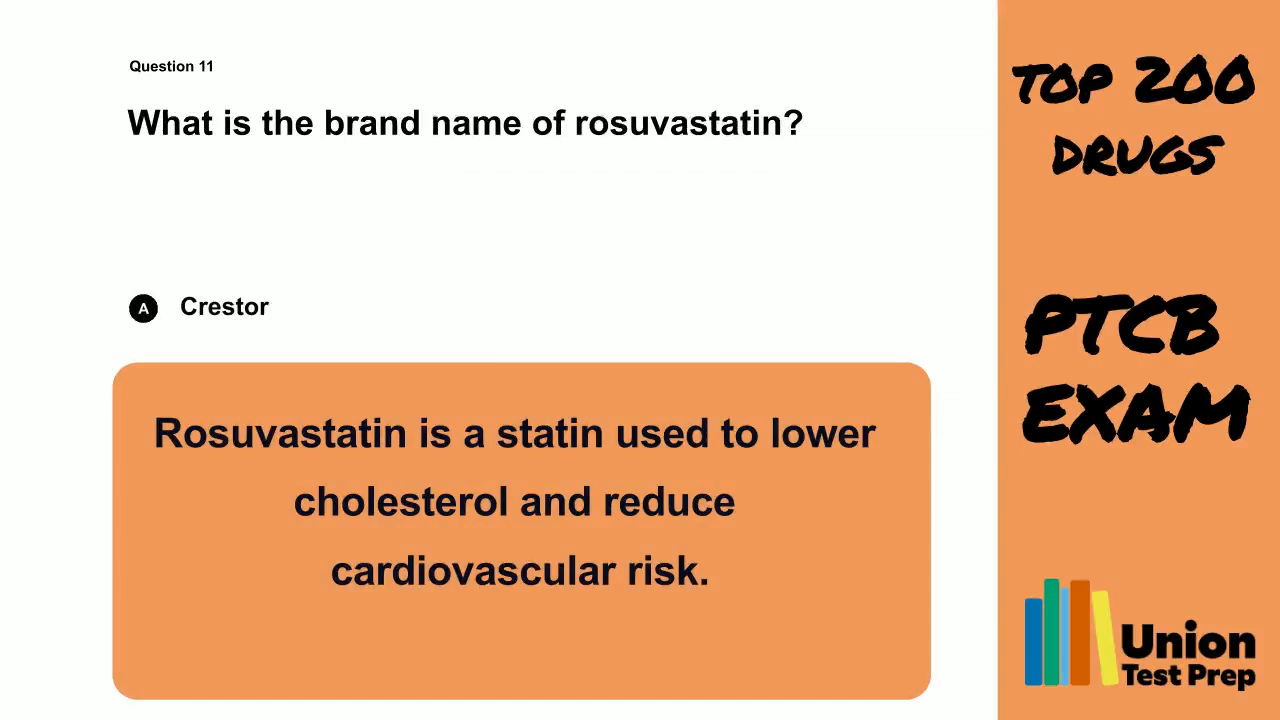 Question 11
What is the brand name of rosuvastatin?
A Crestor
Rosuvastatin is a statin used to lower
cholesterol and reduce
cardiovascular risk.
TOP 200
DRUGS
PTCB
EXAM
Union
Test Prep